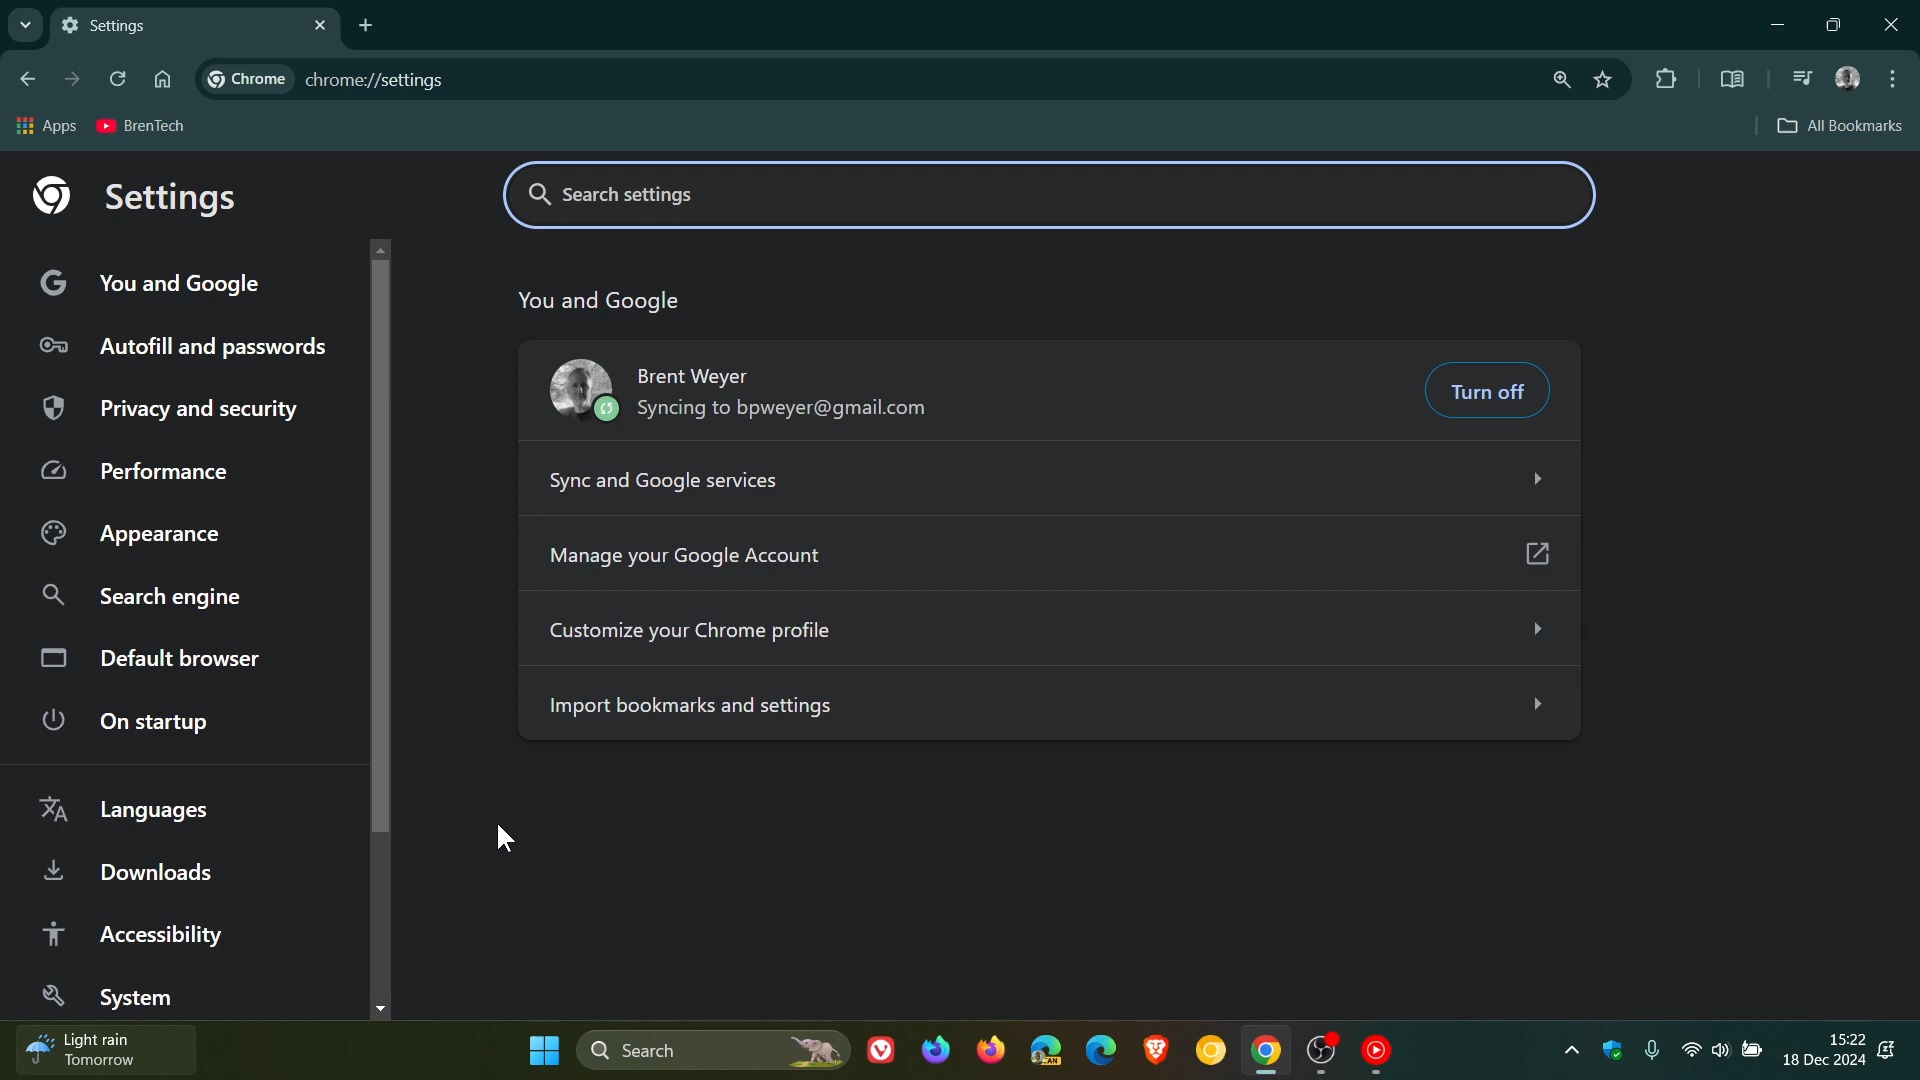 Settings
Chrome
chrome://settings
Apps
BrenTech
All Bookmarks
Settings
Search settings
You and Google
Autofill and passwords
Privacy and security
Performance
Appearance
Search engine
Default browser
On startup
Languages
Downloads
Accessibility
System
You and Google
Brent Weyer
Syncing to bpweyer@gmail.com
Turn off
Sync and Google services
Manage your Google Account
Customize your Chrome profile
Import bookmarks and settings
Light rain
Tomorrow
Search
CAN
15:22
18 Dec 2024